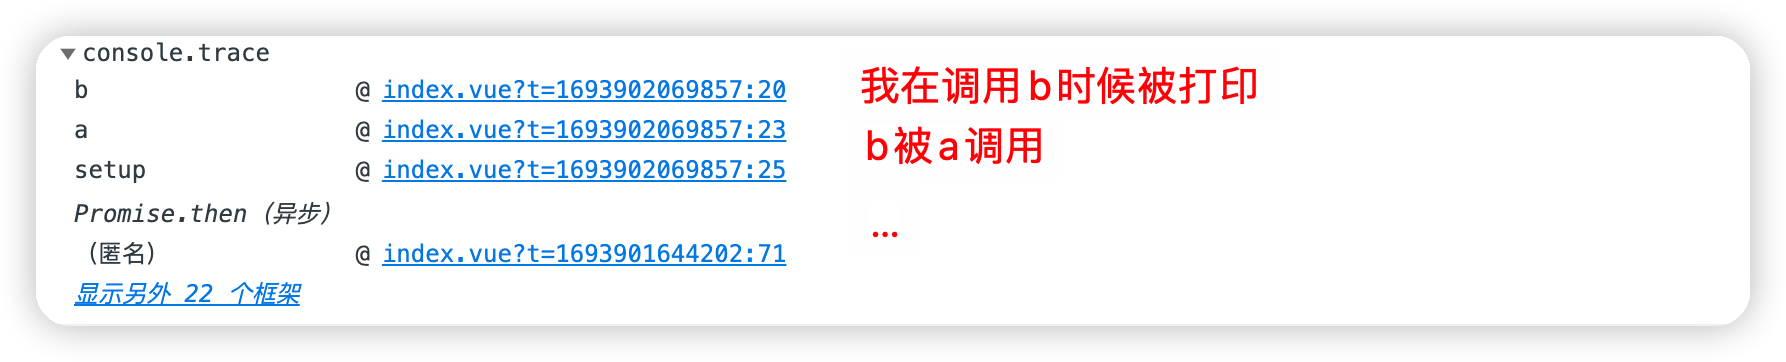 ▼ console.trace
b @ index.vue?t=1693902069857:20 我在调用b时候被打印
a @ index.vue?t=1693902069857:23 b被a调用
setup @ index.vue?t=1693902069857:25
Promise.then（异步） ...
（匿名） @ index.vue?t=1693901644202:71
显示另外 22 个框架